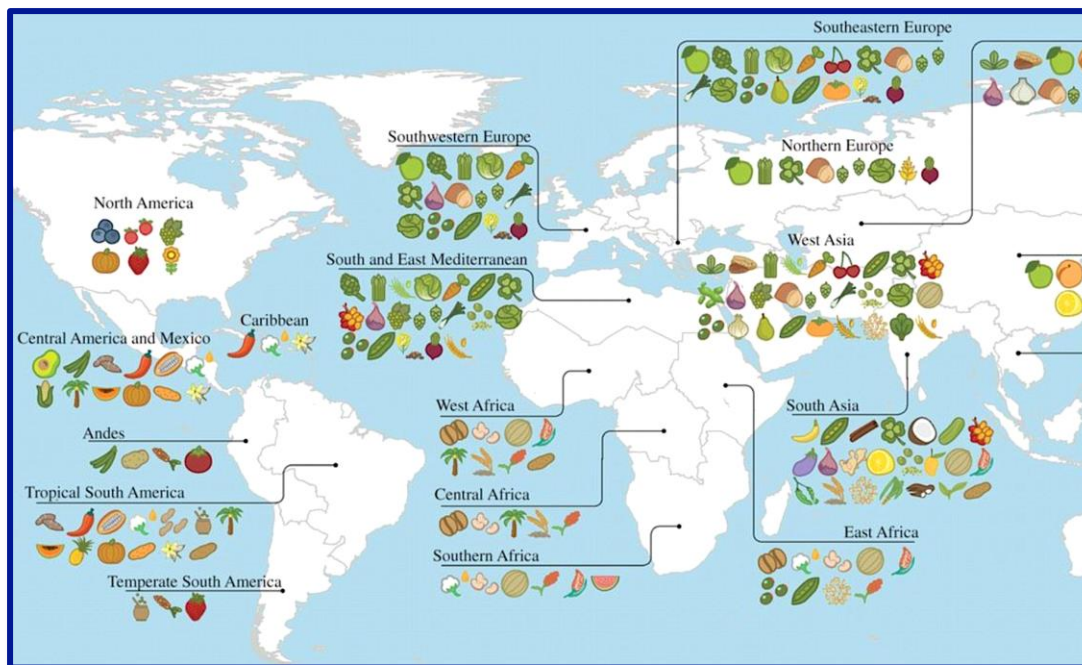 Southeastern Europe
Southwestern Europe
Northern Europe
North America
West Asia
South and East Mediterranean
Caribbean
Central America and Mexico
West Africa
South Asia
Andes
Tropical South America
Central Africa
East Africa
Southern Africa
Temperate South America